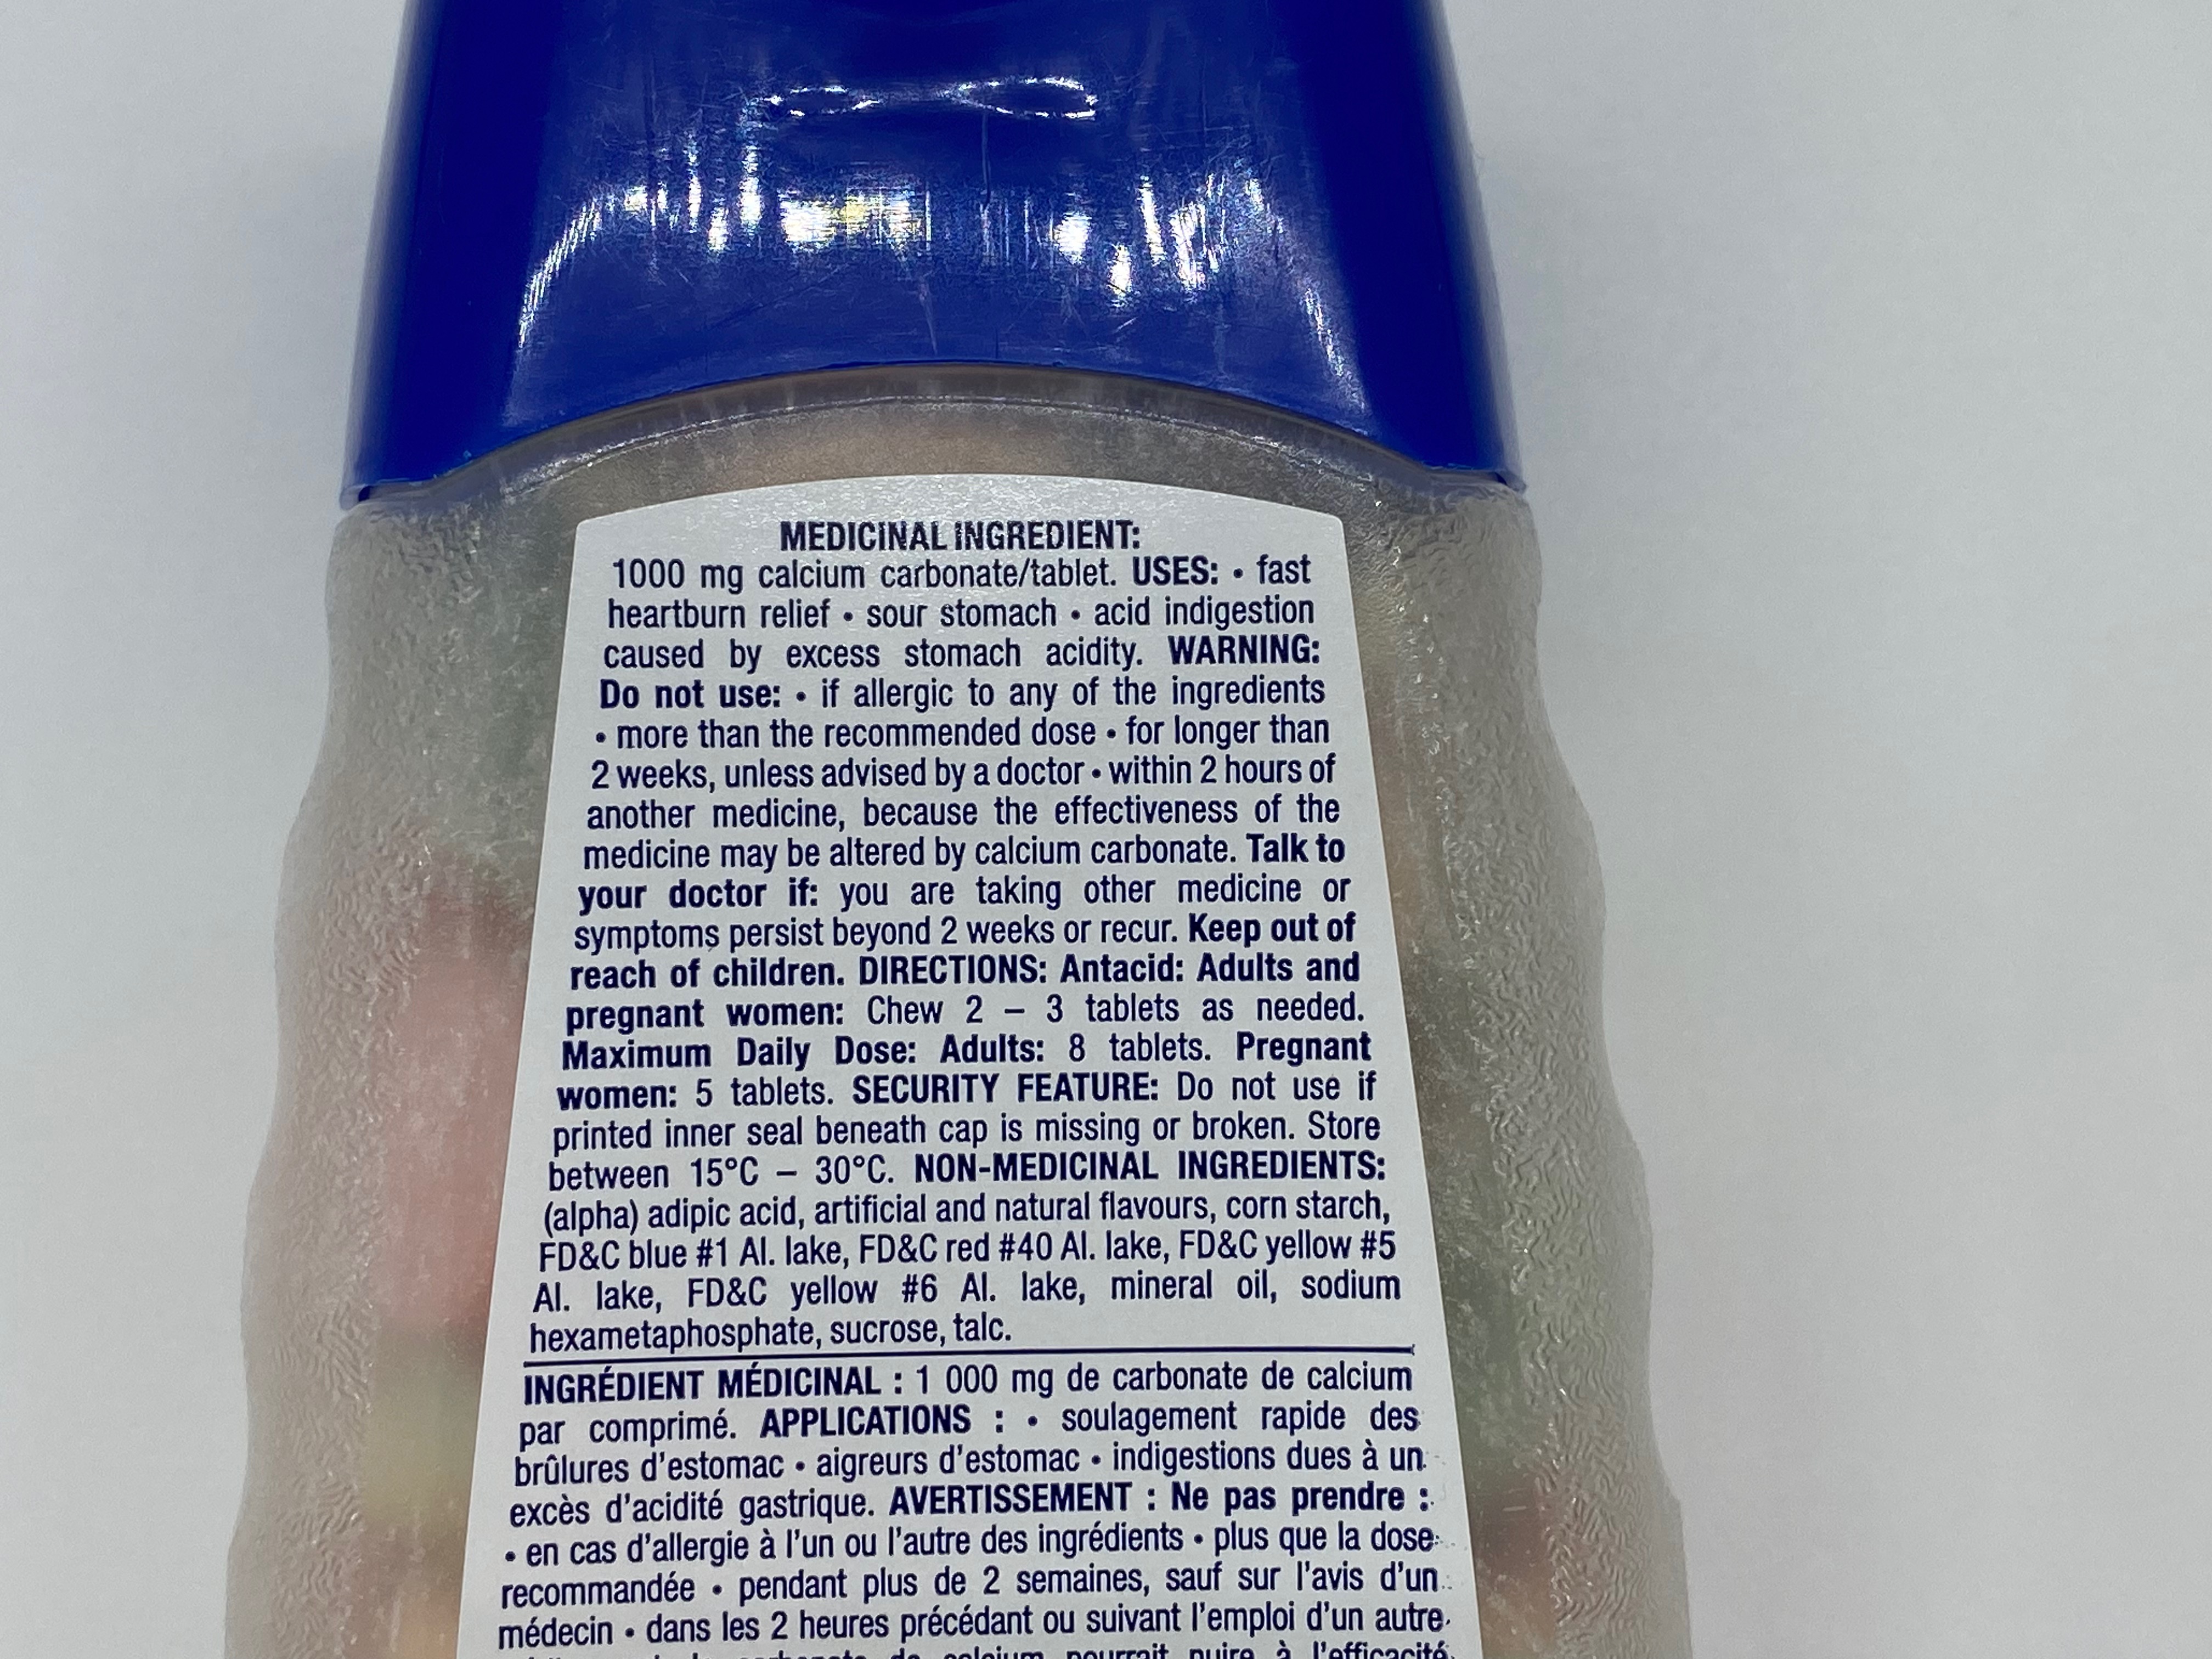 MEDICINAL INGREDIENT:
1000 mg calcium carbonate/tablet. USES: • fast
heartburn relief • sour stomach • acid indigestion
caused by excess stomach acidity. WARNING:
Do not use: • if allergic to any of the ingredients
• more than the recommended dose • for longer than
2 weeks, unless advised by a doctor • within 2 hours of
another medicine, because the effectiveness of the
medicine may be altered by calcium carbonate. Talk to
your doctor if: you are taking other medicine or
symptoms persist beyond 2 weeks or recur. Keep out of
reach of children. DIRECTIONS: Antacid: Adults and
pregnant women: Chew 2 – 3 tablets as needed.
Maximum Daily Dose: Adults: 8 tablets. Pregnant
women: 5 tablets. SECURITY FEATURE: Do not use if
printed inner seal beneath cap is missing or broken. Store
between 15°C – 30°C. NON-MEDICINAL INGREDIENTS:
(alpha) adipic acid, artificial and natural flavours, corn starch,
FD&C blue #1 Al. lake, FD&C red #40 Al. lake, FD&C yellow #5
Al. lake, FD&C yellow #6 Al. lake, mineral oil, sodium
hexametaphosphate, sucrose, talc.
INGRÉDIENT MÉDICINAL : 1 000 mg de carbonate de calcium
par comprimé. APPLICATIONS : • soulagement rapide des
brûlures d'estomac • aigreurs d'estomac • indigestions dues à un
excès d'acidité gastrique. AVERTISSEMENT : Ne pas prendre :
• en cas d'allergie à l'un ou l'autre des ingrédients • plus que la dose
recommandée • pendant plus de 2 semaines, sauf sur l'avis d'un
médecin • dans les 2 heures précédant ou suivant l'emploi d'un autre
carbonate de calcium pourrait nuire à l'efficacité